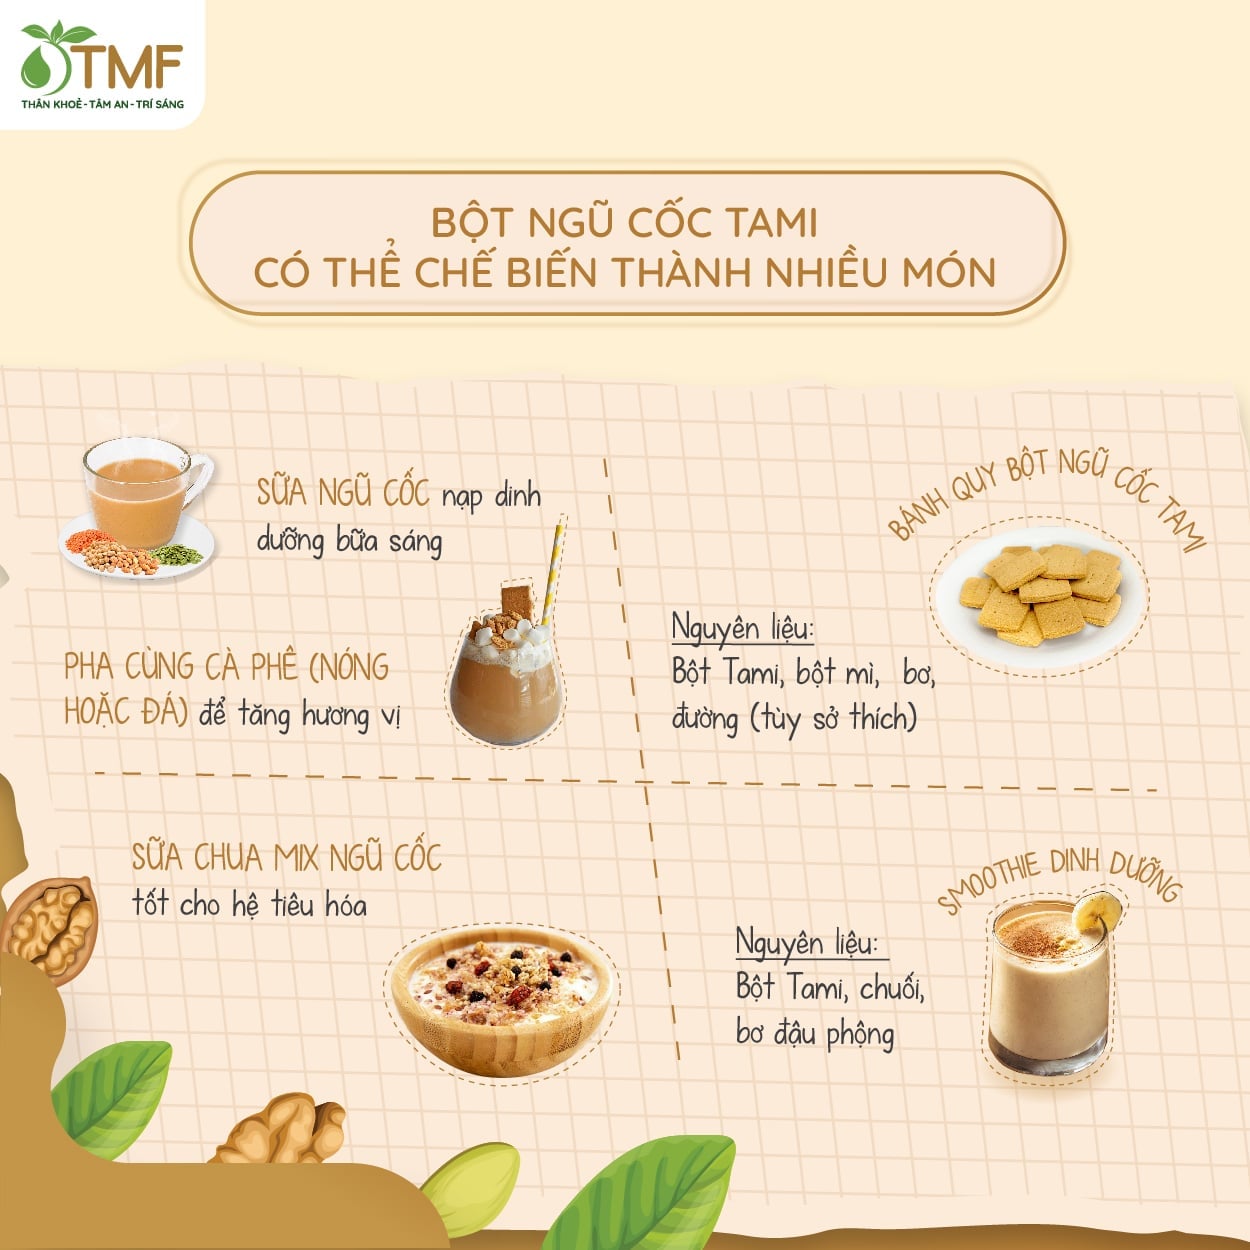 TMF
THÂN KHOẺ - TÂM AN - TRÍ SÁNG
BỘT NGŨ CỐC TAMI
CÓ THỂ CHẾ BIẾN THÀNH NHIỀU MÓN
SỮA NGŨ CỐC nạp dinh
dưỡng bữa sáng
PHA CÙNG CÀ PHÊ (NÓNG
HOẶC ĐÁ) để tăng hương vị
BÁNH QUY BỘT NGŨ CỐC TAMI
Nguyên liệu:
Bột Tami, bột mì, bơ,
đường (tùy sở thích)
SỮA CHUA MIX NGŨ CỐC
tốt cho hệ tiêu hóa
SMOOTHIE DINH DƯỠNG
Nguyên liệu:
Bột Tami, chuối,
bơ đậu phộng